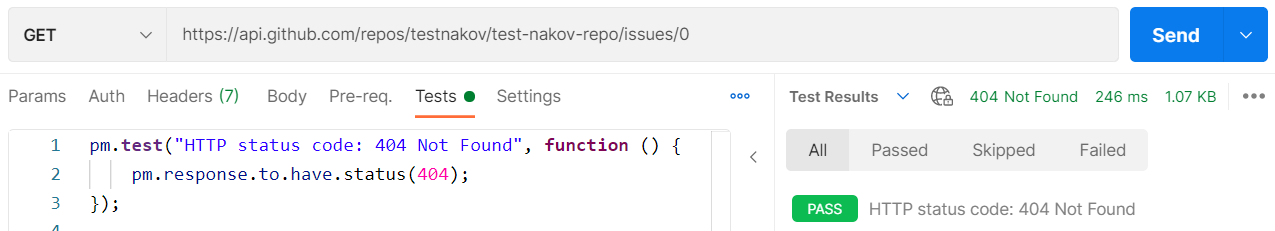 GET https://api.github.com/repos/testnakov/test-nakov-repo/issues/0 Send
Params Auth Headers (7) Body Pre-req. Tests Settings
1 pm.test("HTTP status code: 404 Not Found", function () {
2 pm.response.to.have.status(404);
3 });
4
Test Results 404 Not Found 246 ms 1.07 KB
All Passed Skipped Failed
PASS HTTP status code: 404 Not Found